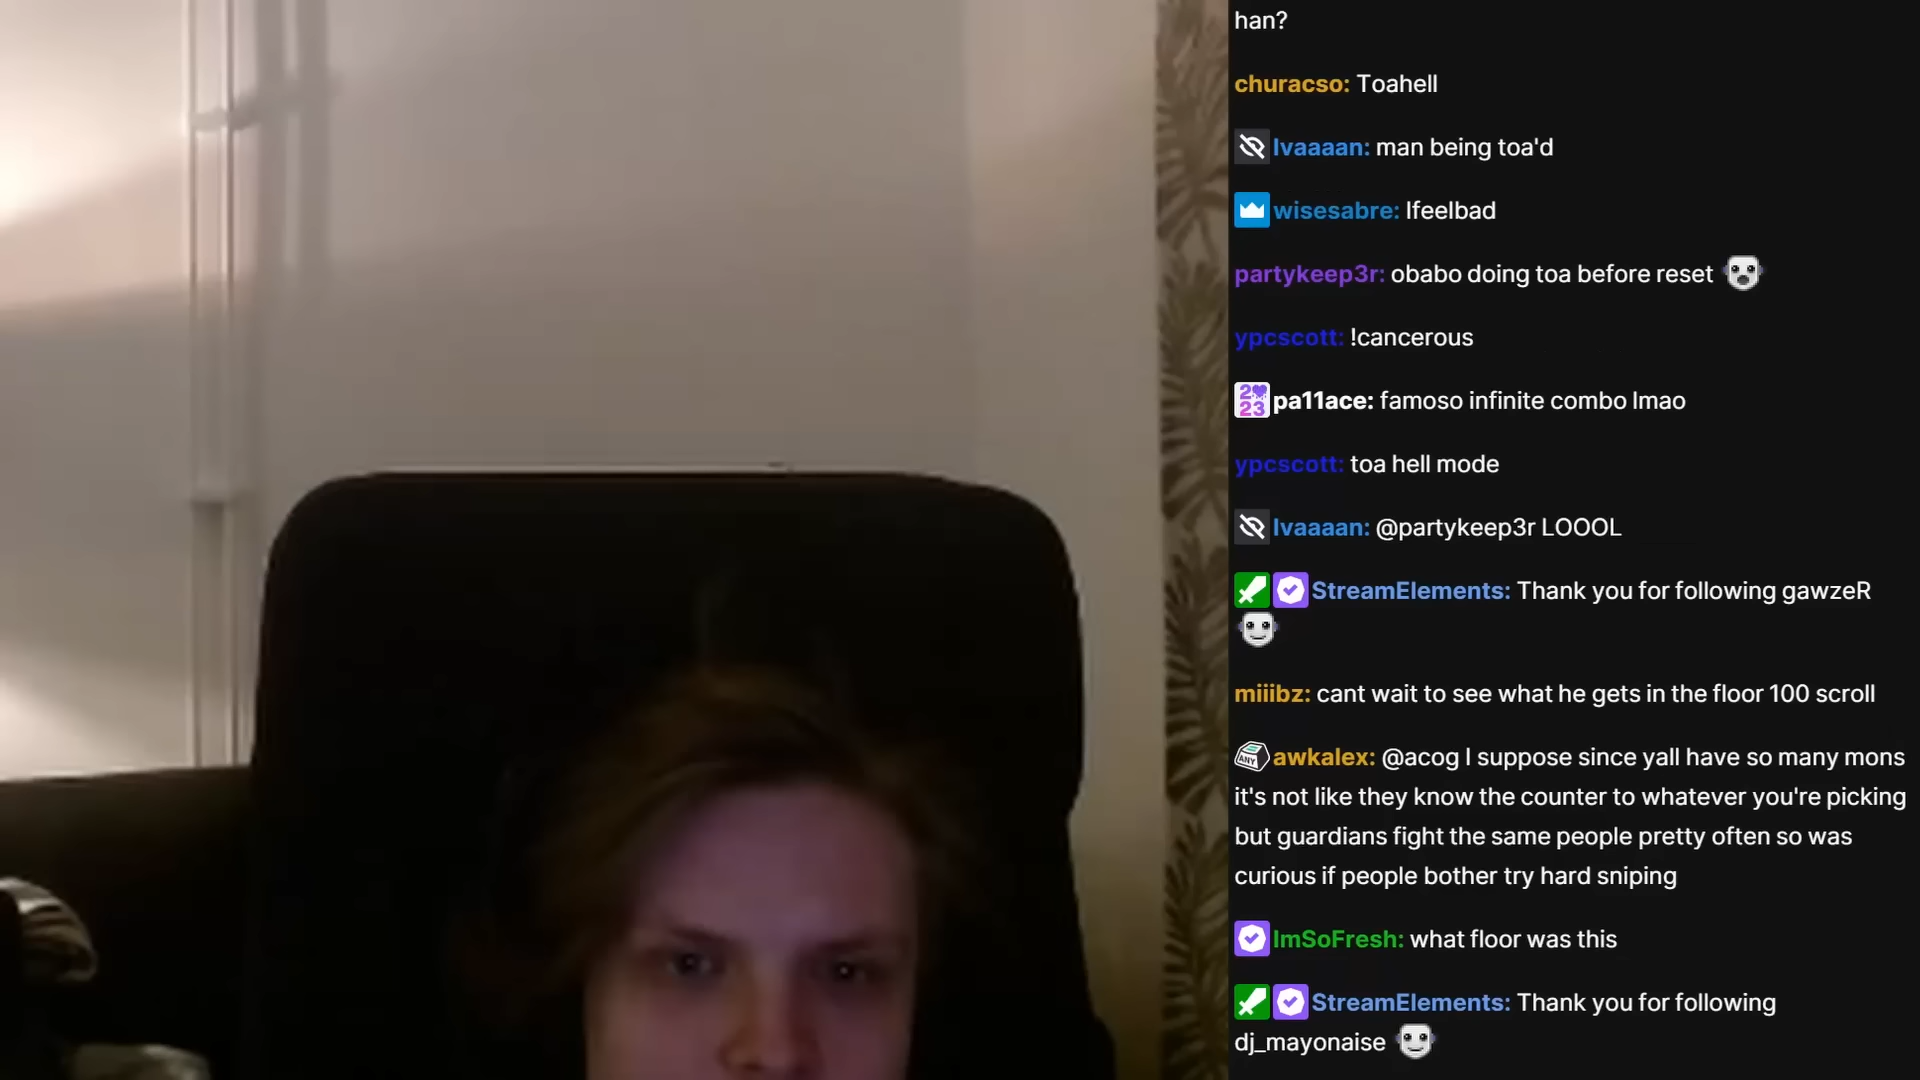 han?
churacso: Toahell
Ivaaaan: man being toa'd
wisesabre: Ifeelbad
partykeep3r: obabo doing toa before reset
ypcscott: !cancerous
2023 pa11ace: famoso infinite combo lmao
ypcscott: toa hell mode
Ivaaaan: @partykeep3r LOOOL
StreamElements: Thank you for following gawzeR
miiibz: cant wait to see what he gets in the floor 100 scroll
ANY awkalex: @acog I suppose since yall have so many mons
it's not like they know the counter to whatever you're picking
but guardians fight the same people pretty often so was
curious if people bother try hard sniping
ImSoFresh: what floor was this
StreamElements: Thank you for following
dj_mayonaise